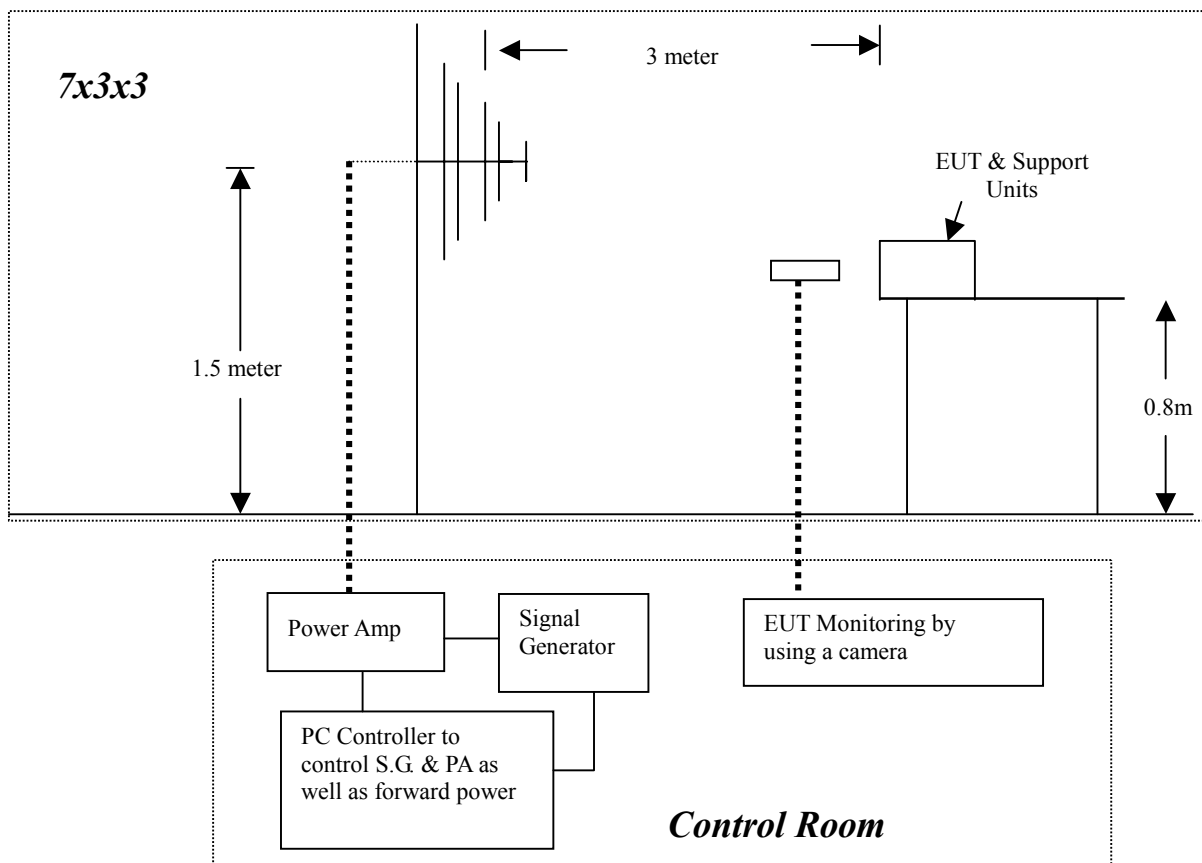 3 meter
7x3x3
EUT & Support
Units
1.5 meter
0.8m
Power Amp
Signal
Generator
EUT Monitoring by
using a camera
PC Controller to
control S.G. & PA as
well as forward power
Control Room